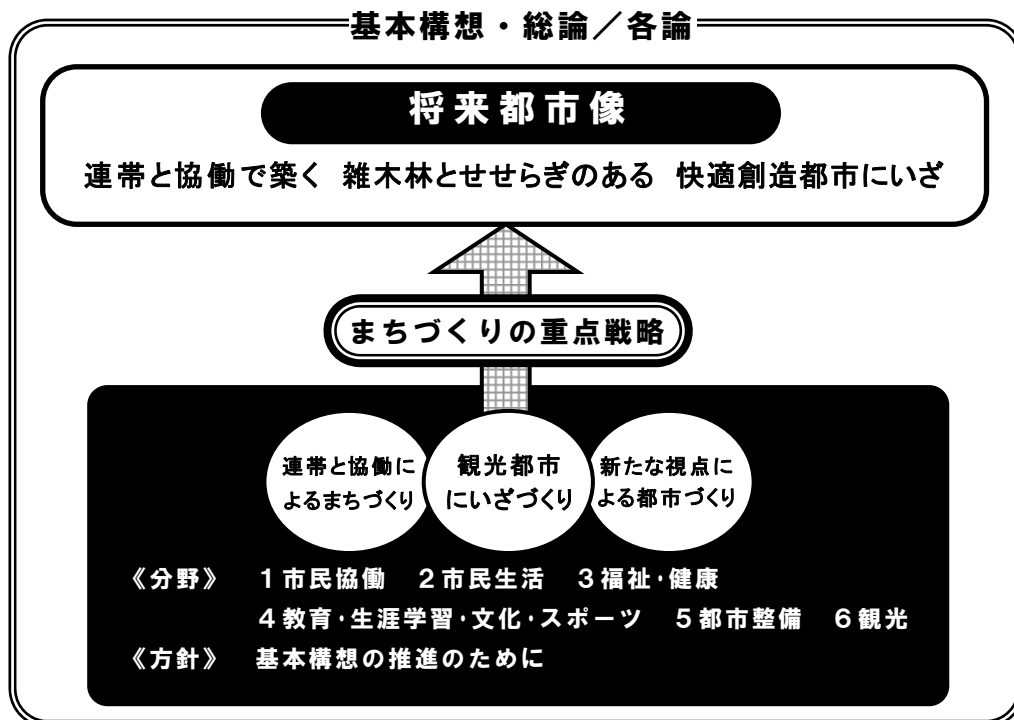 基本構想・総論／各論
将来都市像
連帯と協働で築く 雑木林とせせらぎのある 快適創造都市にいざ
まちづくりの重点戦略
連帯と協働に
よるまちづくり
観光都市
にいざづくり
新たな視点に
よる都市づくり
《分野》 1市民協働 2市民生活 3福祉・健康
4教育・生涯学習・文化・スポーツ 5都市整備 6観光
《方針》 基本構想の推進のために